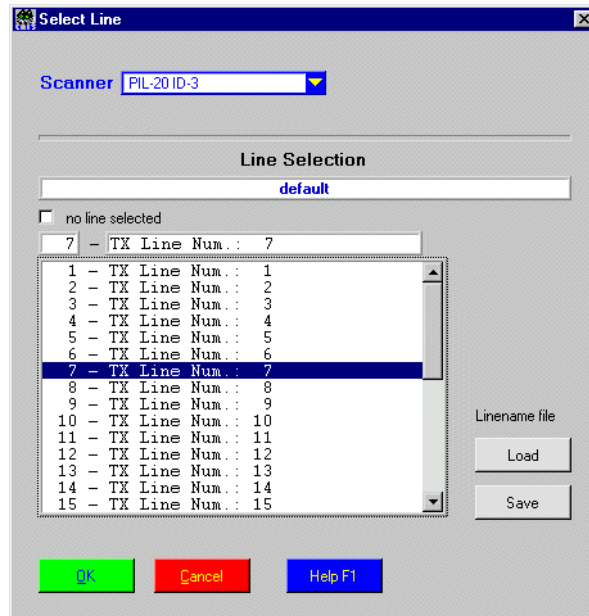 Select Line
Scanner PIL-20 ID-3
Line Selection
default
no line selected
7 – TX Line Num.: 7
1 – TX Line Num.: 1
2 – TX Line Num.: 2
3 – TX Line Num.: 3
4 – TX Line Num.: 4
5 – TX Line Num.: 5
6 – TX Line Num.: 6
7 – TX Line Num.: 7
8 – TX Line Num.: 8
9 – TX Line Num.: 9
10 – TX Line Num.: 10
11 – TX Line Num.: 11
12 – TX Line Num.: 12
13 – TX Line Num.: 13
14 – TX Line Num.: 14
15 – TX Line Num.: 15
Linename file
Load
Save
OK
Cancel
Help F1